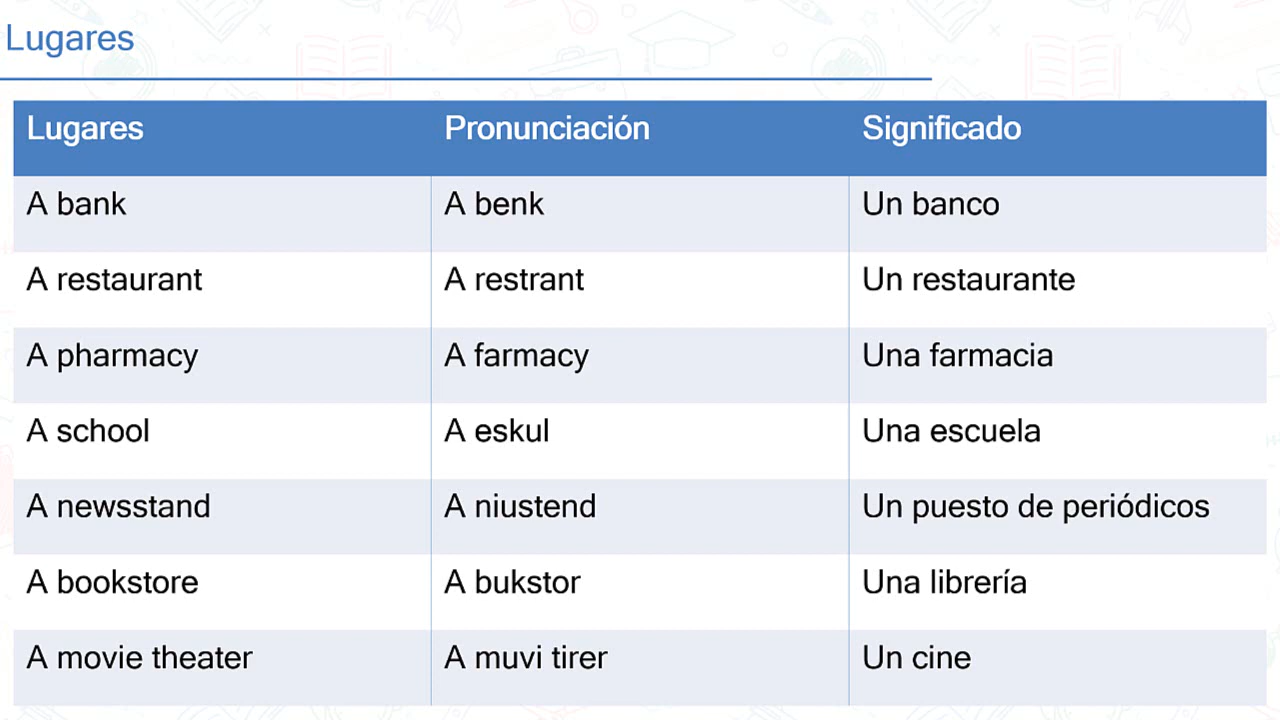 Lugares
Lugares Pronunciación Significado
A bank A benk Un banco
A restaurant A restrant Un restaurante
A pharmacy A farmacy Una farmacia
A school A eskul Una escuela
A newsstand A niustend Un puesto de periódicos
A bookstore A bukstor Una librería
A movie theater A muvi tirer Un cine